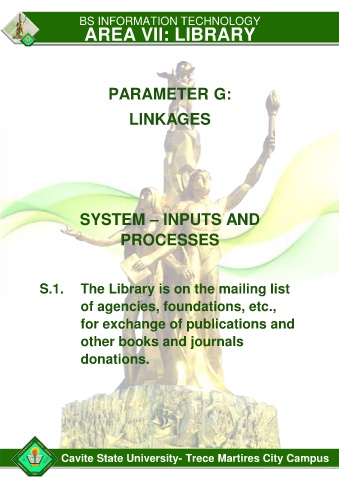 BS INFORMATION TECHNOLOGY
AREA VII: LIBRARY
PARAMETER G:
LINKAGES
SYSTEM – INPUTS AND
PROCESSES
S.1. The Library is on the mailing list
of agencies, foundations, etc.,
for exchange of publications and
other books and journals
donations.
Cavite State University- Trece Martires City Campus